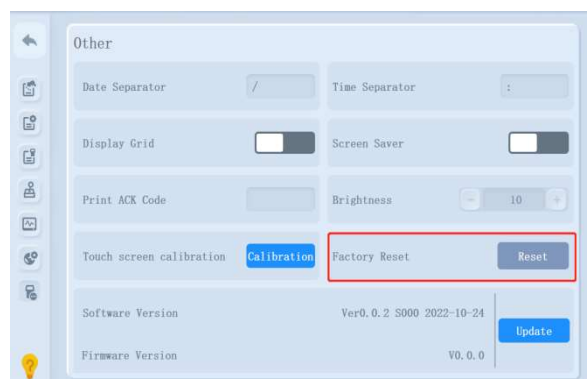 Other
Date Separator / Time Separator :
Display Grid Screen Saver
Print ACK Code Brightness - 10 +
Touch screen calibration Calibration Factory Reset Reset
Software Version Ver0.0.2 S000 2022-10-24
Update
Firmware Version V0.0.0
?